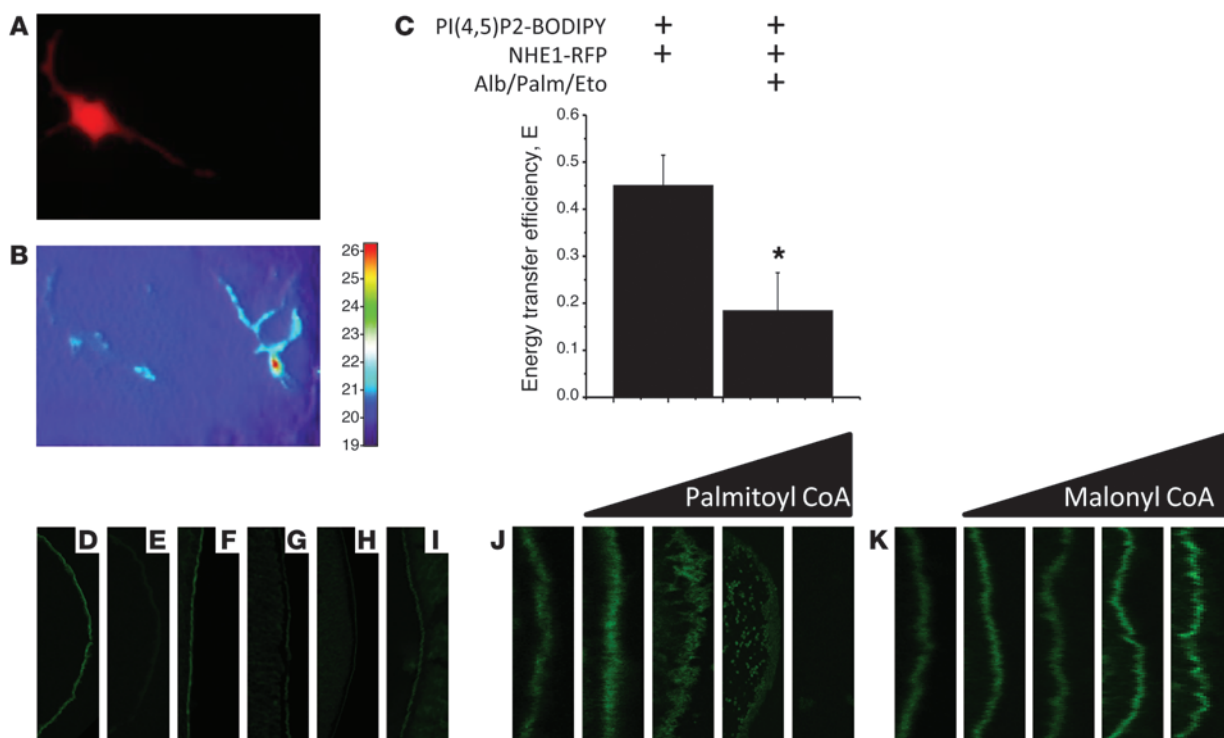 A
B
26
25
24
23
22
21
20
19
C
PI(4,5)P2-BODIPY + +
NHE1-RFP + +
Alb/Palm/Eto +
Energy transfer efficiency, E
0.6
0.5
0.4
0.3
0.2
0.1
0.0
*
D E F G H I
J
Palmitoyl CoA
K
Malonyl CoA